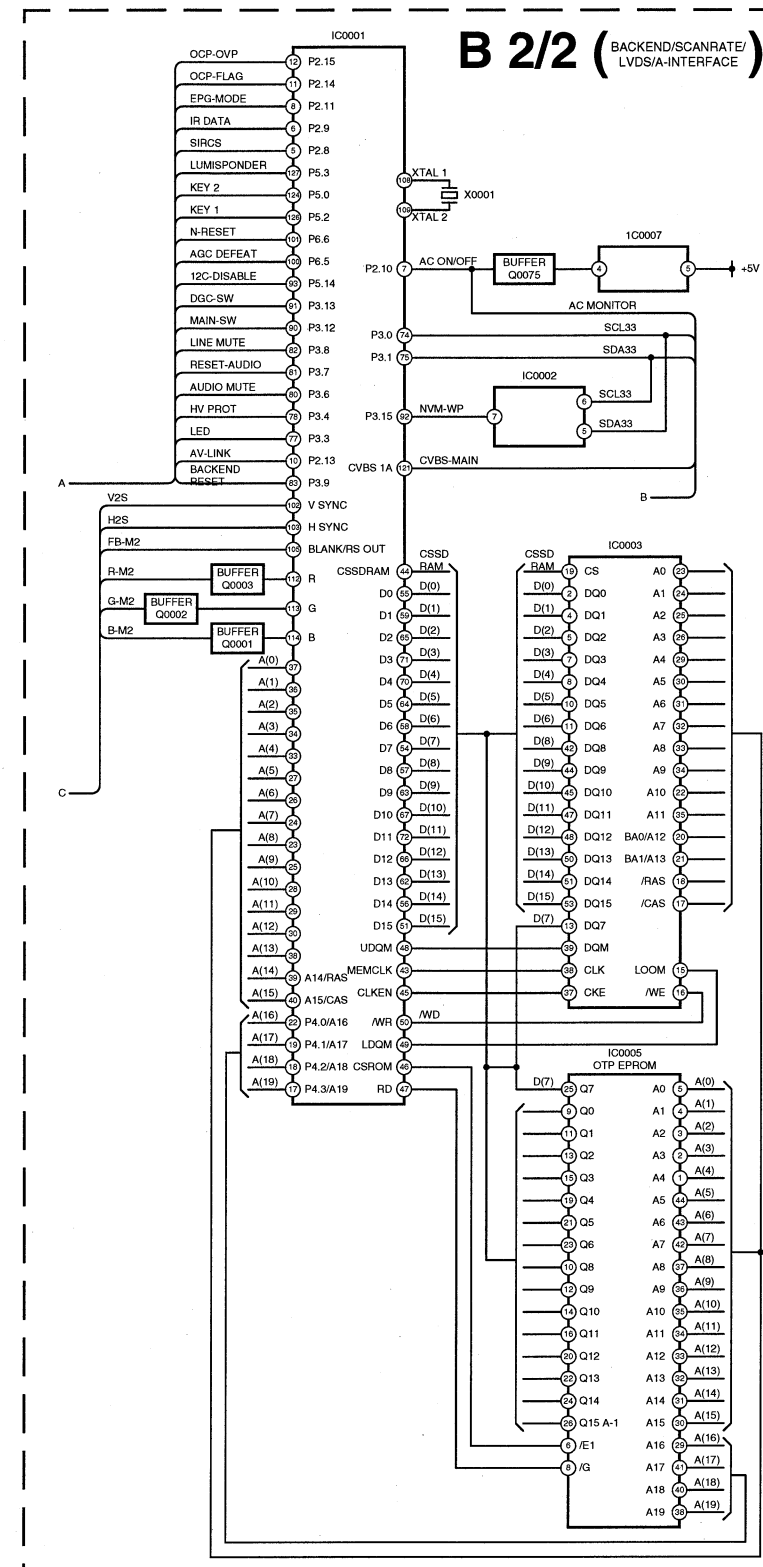 B 2/2 (BACKEND/SCANRATE/
LVDS/A-INTERFACE)
IC0001
OCP-OVP 12 P2.15
OCP-FLAG 11 P2.14
EPG-MODE 8 P2.11
IR DATA 6 P2.9
SIRCS 5 P2.8
LUMISPONDER 127 P5.3
KEY 2 124 P5.0
KEY 1 126 P5.2
N-RESET 101 P6.6
AGC DEFEAT 100 P6.5
12C-DISABLE 93 P5.14
DGC-SW 91 P3.13
MAIN-SW 90 P3.12
LINE MUTE 82 P3.8
RESET-AUDIO 81 P3.7
AUDIO MUTE 80 P3.6
HV PROT 78 P3.4
LED 77 P3.3
AV-LINK 10 P2.13
BACKEND
RESET 83 P3.9
A
V2S 102 V SYNC
H2S 103 H SYNC
FB-M2 105 BLANK/RS OUT
R-M2 BUFFER
Q0003 112 R
G-M2 BUFFER
Q0002 113 G
B-M2 BUFFER
Q0001 114 B
C
A(0) 37
A(1) 36
A(2) 35
A(3) 34
A(4) 33
A(5) 27
A(6) 26
A(7) 24
A(8) 23
A(9) 25
A(10) 28
A(11) 29
A(12) 30
A(13) 38
A(14) 39 A14/RAS
A(15) 40 A15/CAS
A(16) 22 P4.0/A16
A(17) 19 P4.1/A17
A(18) 18 P4.2/A18
A(19) 17 P4.3/A19
108 XTAL 1
X0001
109 XTAL 2
P2.10 7 AC ON/OFF
BUFFER
Q0075
1C0007
4 5 +5V
AC MONITOR
P3.0 74 SCL33
P3.1 75 SDA33
IC0002
P3.15 92 NVM-WP 7
6 SCL33
5 SDA33
CVBS 1A 121 CVBS-MAIN
B
CSSDRAM 44 CSSD
RAM
D0 55 D(0)
D1 59 D(1)
D2 65 D(2)
D3 71 D(3)
D4 70 D(4)
D5 64 D(5)
D6 58 D(6)
D7 54 D(7)
D8 57 D(8)
D9 63 D(9)
D10 67 D(10)
D11 72 D(11)
D12 66 D(12)
D13 62 D(13)
D14 56 D(14)
D15 51 D(15)
UDQM 48
MEMCLK 43
CLKEN 45
/WR 50 /WD
LDQM 49
CSROM 46
RD 47
IC0003
CSSD
RAM 19 CS
D(0) 2 DQ0
D(1) 4 DQ1
D(2) 5 DQ2
D(3) 7 DQ3
D(4) 8 DQ4
D(5) 10 DQ5
D(6) 11 DQ6
D(8) 42 DQ8
D(9) 44 DQ9
D(10) 45 DQ10
D(11) 47 DQ11
D(12) 48 DQ12
D(13) 50 DQ13
D(14) 51 DQ14
D(15) 53 DQ15
D(7) 13 DQ7
39 DQM
38 CLK
37 CKE
A0 23
A1 24
A2 25
A3 26
A4 29
A5 30
A6 31
A7 32
A8 33
A9 34
A10 22
A11 35
BA0/A12 20
BA1/A13 21
/RAS 18
/CAS 17
LOOM 15
/WE 16
IC0005
OTP EPROM
D(7) 25 Q7
9 Q0
11 Q1
13 Q2
15 Q3
19 Q4
21 Q5
23 Q6
10 Q8
12 Q9
14 Q10
16 Q11
20 Q12
22 Q13
24 Q14
26 Q15 A-1
6 /E1
8 /G
A0 5 A(0)
A1 4 A(1)
A2 3 A(2)
A3 2 A(3)
A4 1 A(4)
A5 44 A(5)
A6 43 A(6)
A7 42 A(7)
A8 37 A(8)
A9 36 A(9)
A10 35 A(10)
A11 34 A(11)
A12 33 A(12)
A13 32 A(13)
A14 31 A(14)
A15 30 A(15)
A16 29 A(16)
A17 41 A(17)
A18 40 A(18)
A19 38 A(19)